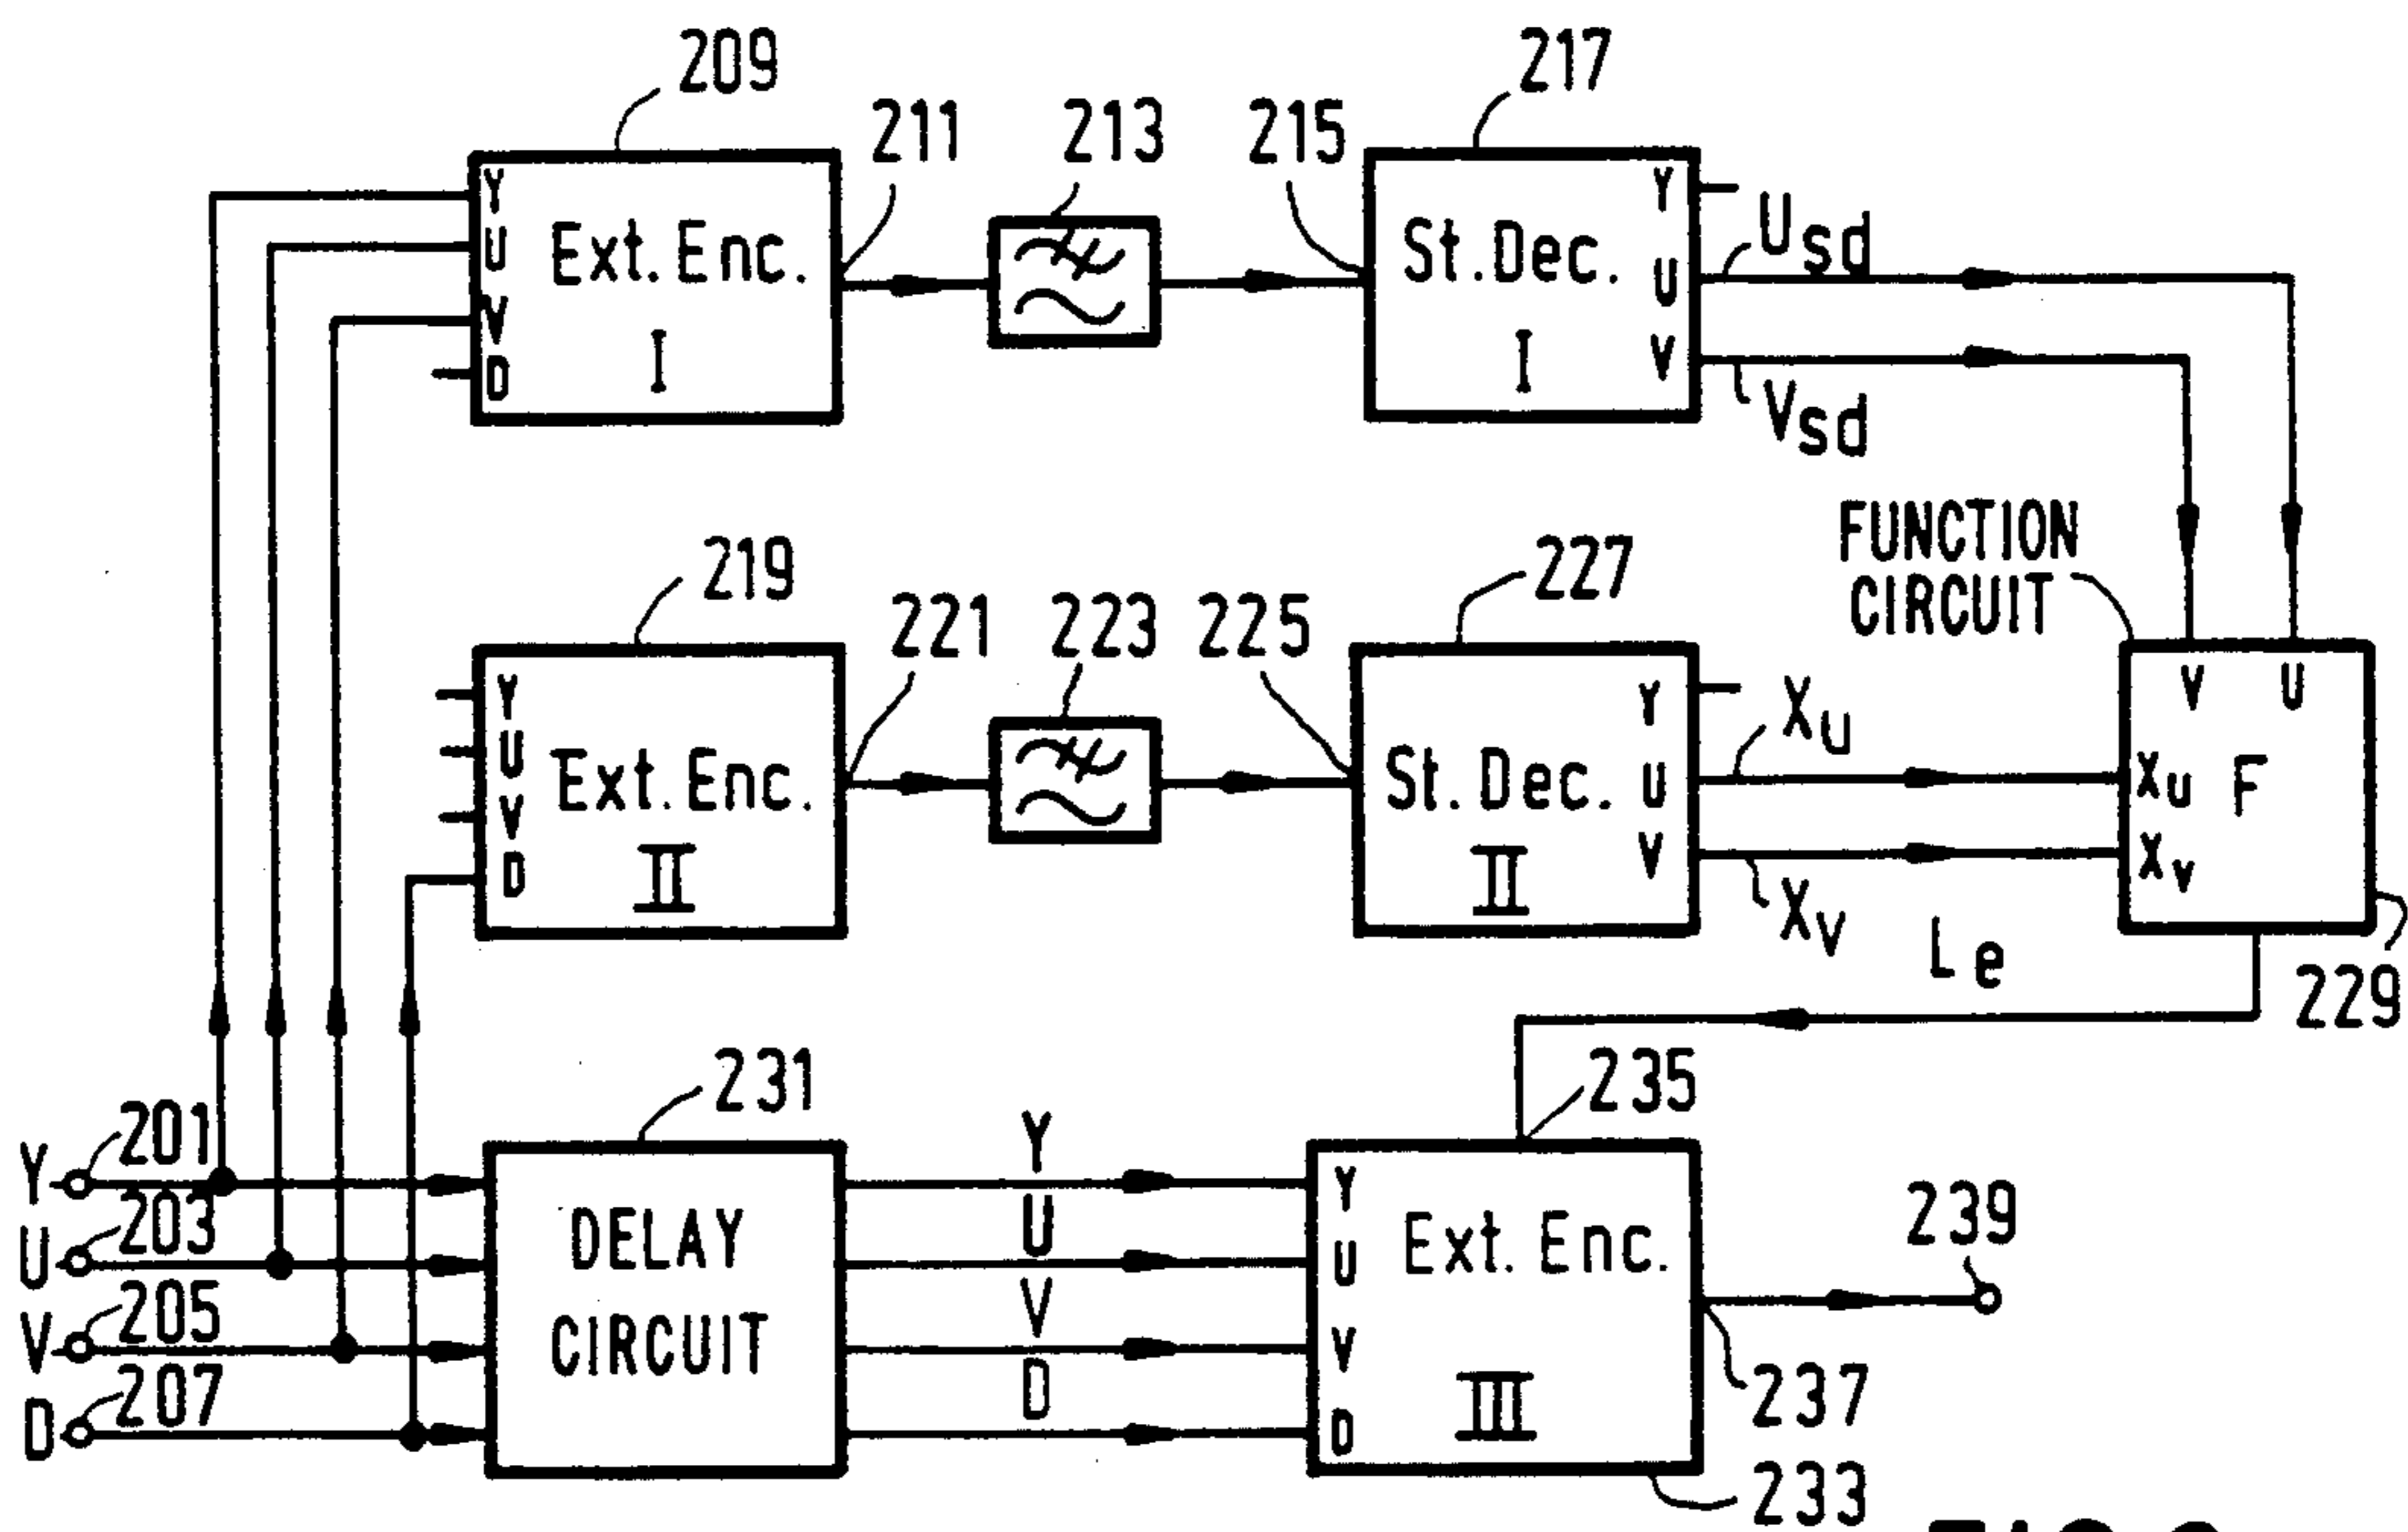 209
211
213
215
217
Y
U
V
D
Ext. Enc.
I
St. Dec.
I
Y
U
V
Usd
Vsd
FUNCTION
CIRCUIT
219
221
223
225
227
Y
U
V
D
Ext. Enc.
II
St. Dec.
II
Y
U
V
Xu
Xv
V U
Xu F
Xv
229
Le
231
235
Y 201
U 203
V 205
D 207
DELAY
CIRCUIT
Y
U
V
D
Y
U
V
D
Ext. Enc.
III
239
237
233